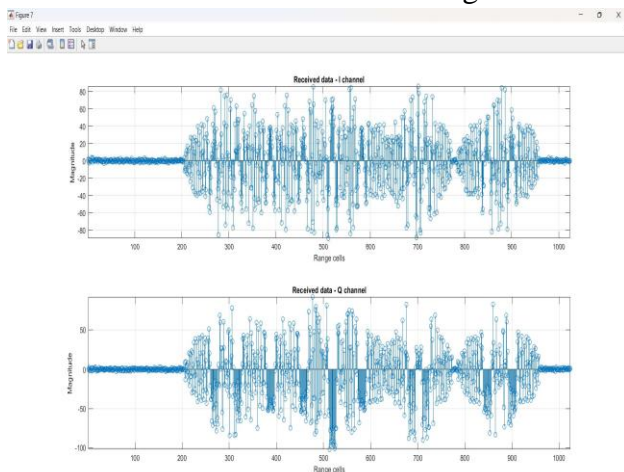 Figure 7
File Edit View Insert Tools Desktop Window Help
Received data - I channel
80
60
40
20
0
-20
-40
-60
-80
Magnitude
100 200 300 400 500 600 700 800 900 1000
Range cells
Received data - Q channel
50
0
-50
-100
Magnitude
100 200 300 400 500 600 700 800 900 1000
Range cells